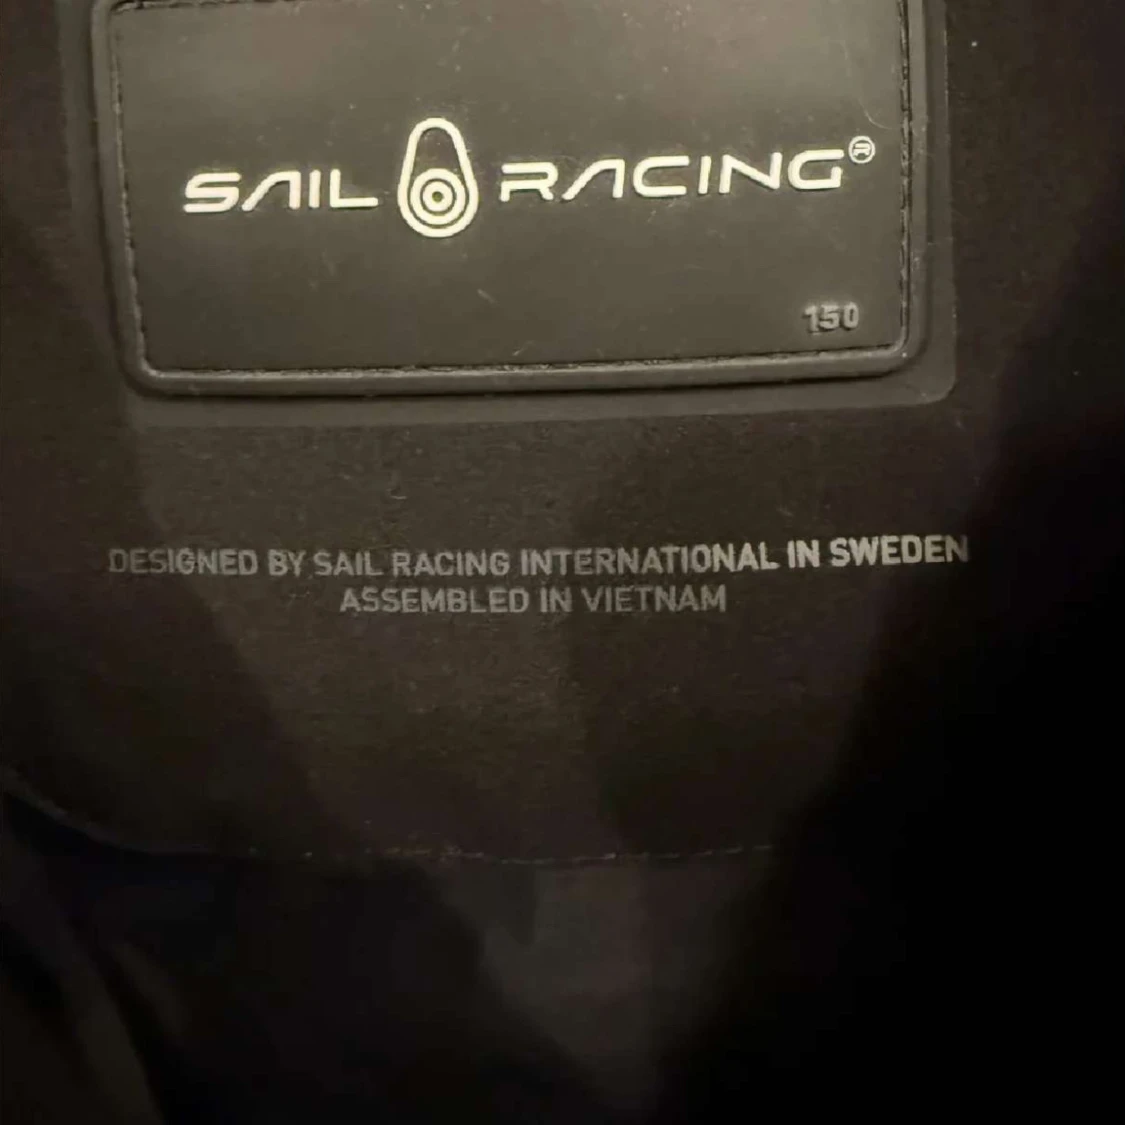 SAIL RACING®
150
DESIGNED BY SAIL RACING INTERNATIONAL IN SWEDEN
ASSEMBLED IN VIETNAM